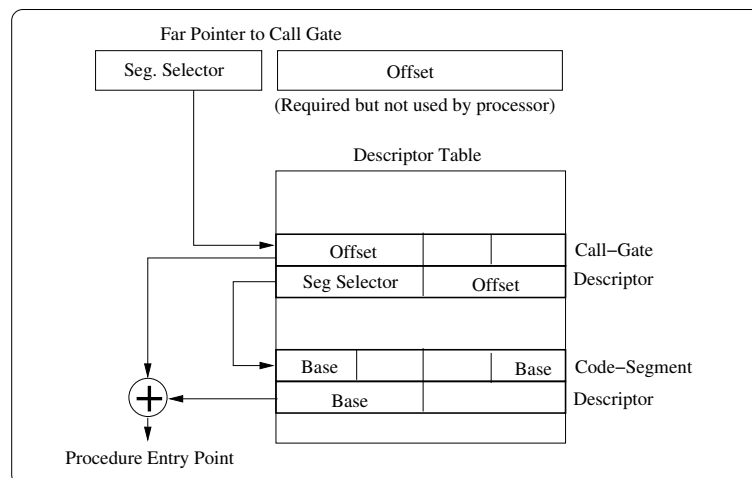 Far Pointer to Call Gate
Seg. Selector
Offset
(Required but not used by processor)
Descriptor Table
Offset
Call–Gate
Seg Selector
Offset
Descriptor
Base
Base
Code–Segment
Base
Descriptor
+
Procedure Entry Point